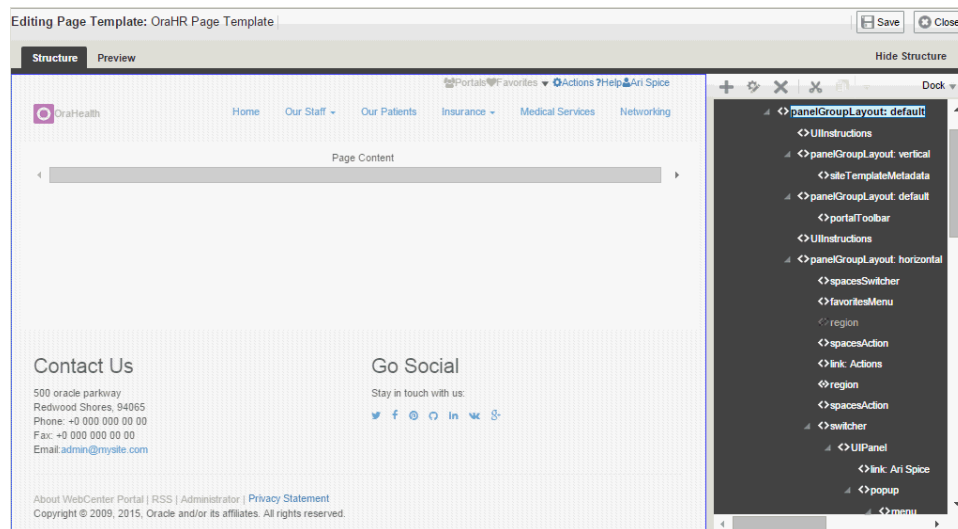 Editing Page Template: OraHR Page Template
Save Close
Structure Preview Hide Structure
Portals Favorites Actions ?Help Ari Spice
Dock
OraHealth Home Our Staff Our Patients Insurance Medical Services Networking
Page Content
Contact Us
500 oracle parkway
Redwood Shores, 94065
Phone: +0 000 000 00 00
Fax: +0 000 000 00 00
Email:admin@mysite.com
Go Social
Stay in touch with us:
About WebCenter Portal | RSS | Administrator | Privacy Statement
Copyright © 2009, 2015, Oracle and/or its affiliates. All rights reserved.
<>panelGroupLayout: default
<>UIInstructions
<>panelGroupLayout: vertical
<>siteTemplateMetadata
<>panelGroupLayout: default
<>portalToolbar
<>UIInstructions
<>panelGroupLayout: horizontal
<>spacesSwitcher
<>favoritesMenu
<>region
<>spacesAction
<>link: Actions
<>region
<>spacesAction
<>switcher
<>UIPanel
<>link: Ari Spice
<>popup
<>menu